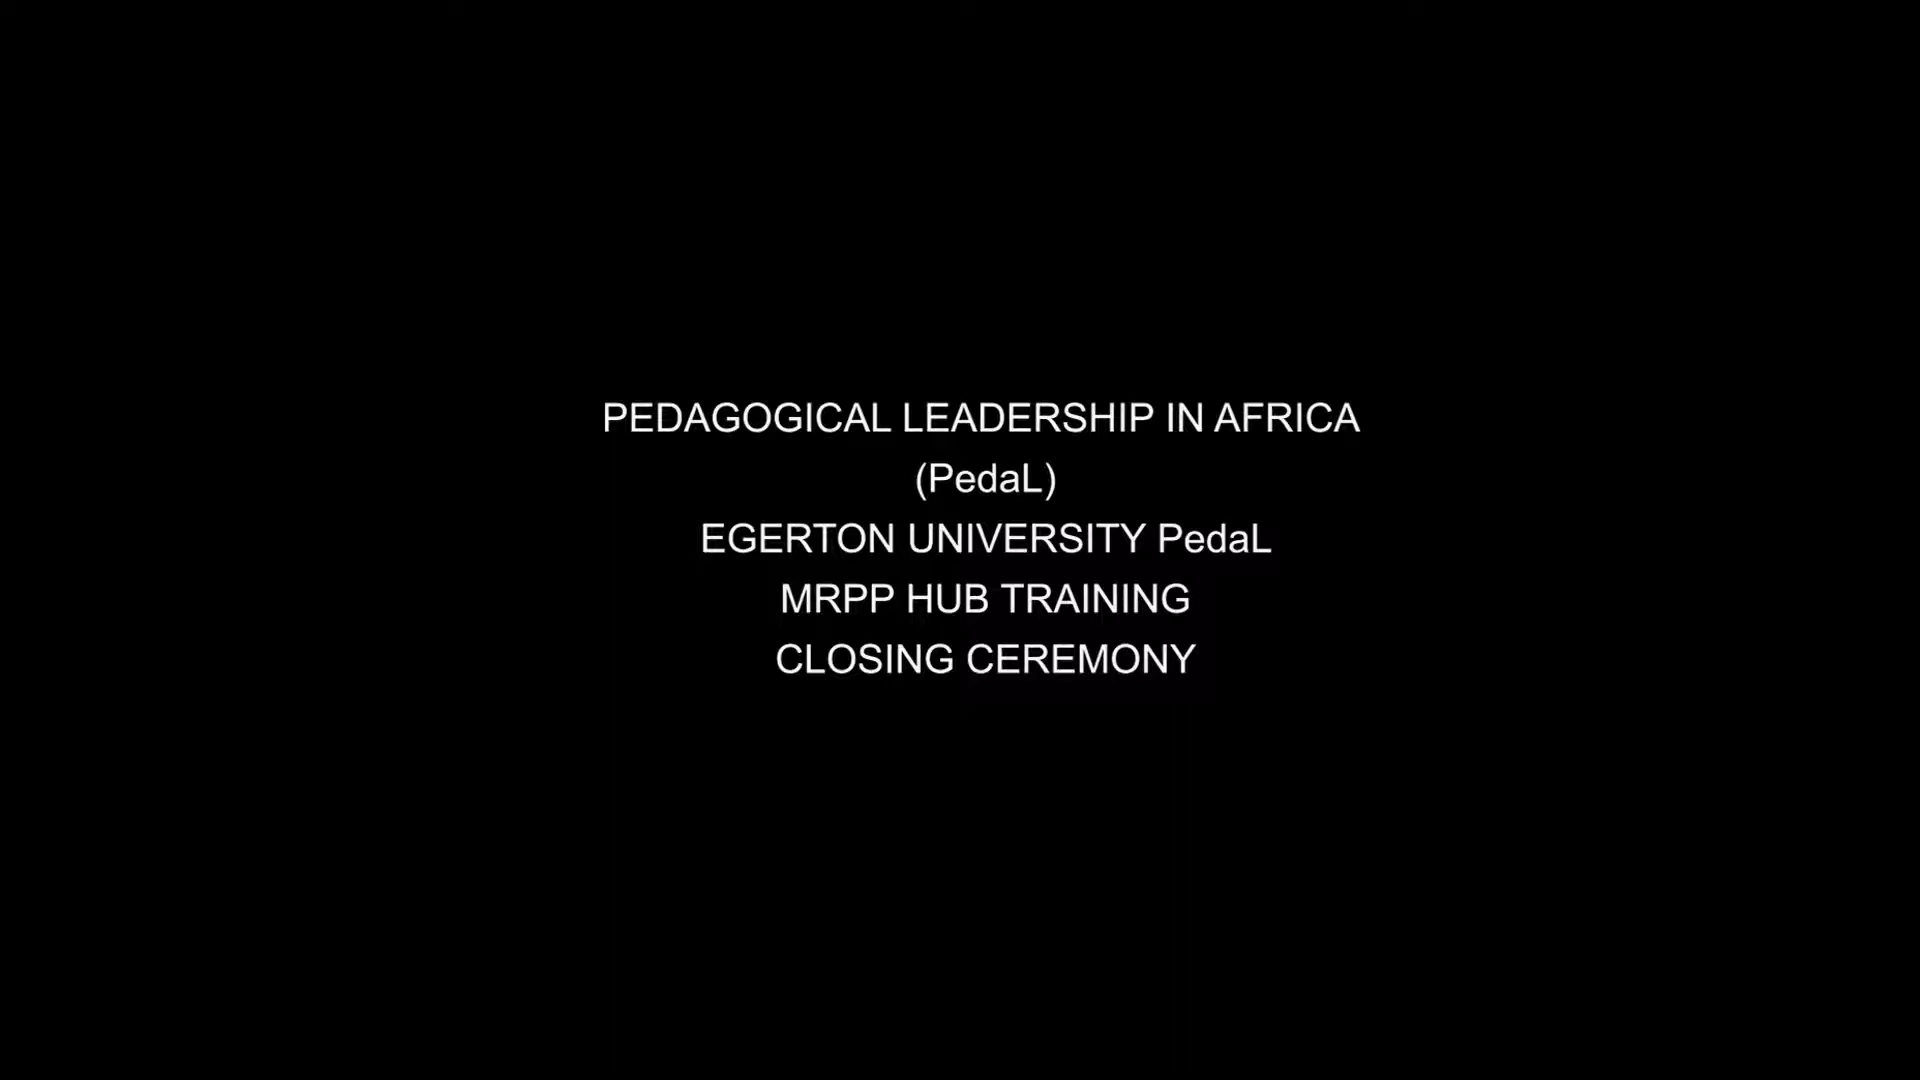 PEDAGOGICAL LEADERSHIP IN AFRICA
(PedaL)
EGERTON UNIVERSITY PedaL
MRPP HUB TRAINING
CLOSING CEREMONY